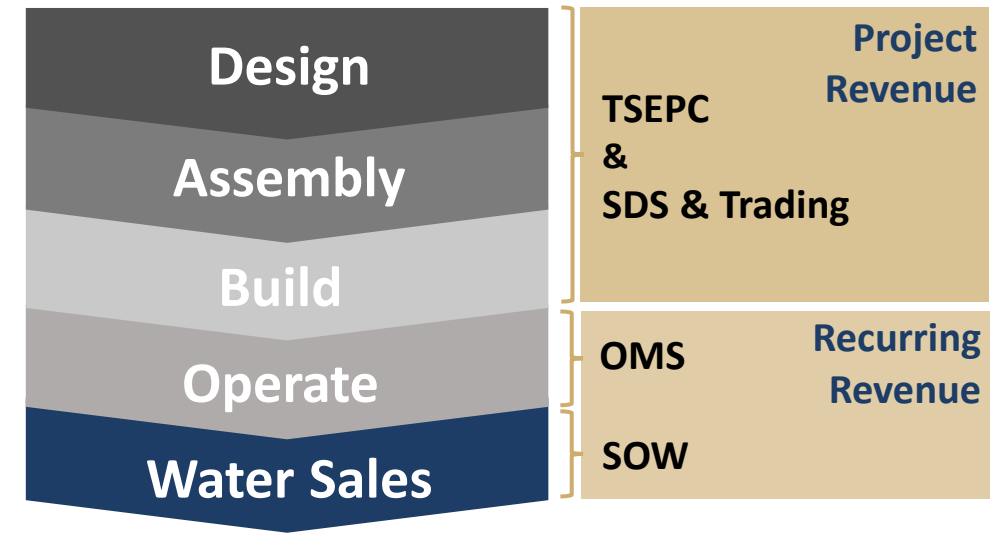 Design
Assembly
Build
Operate
Water Sales
Project
Revenue
TSEPC
&
SDS & Trading
Recurring
Revenue
OMS
SOW